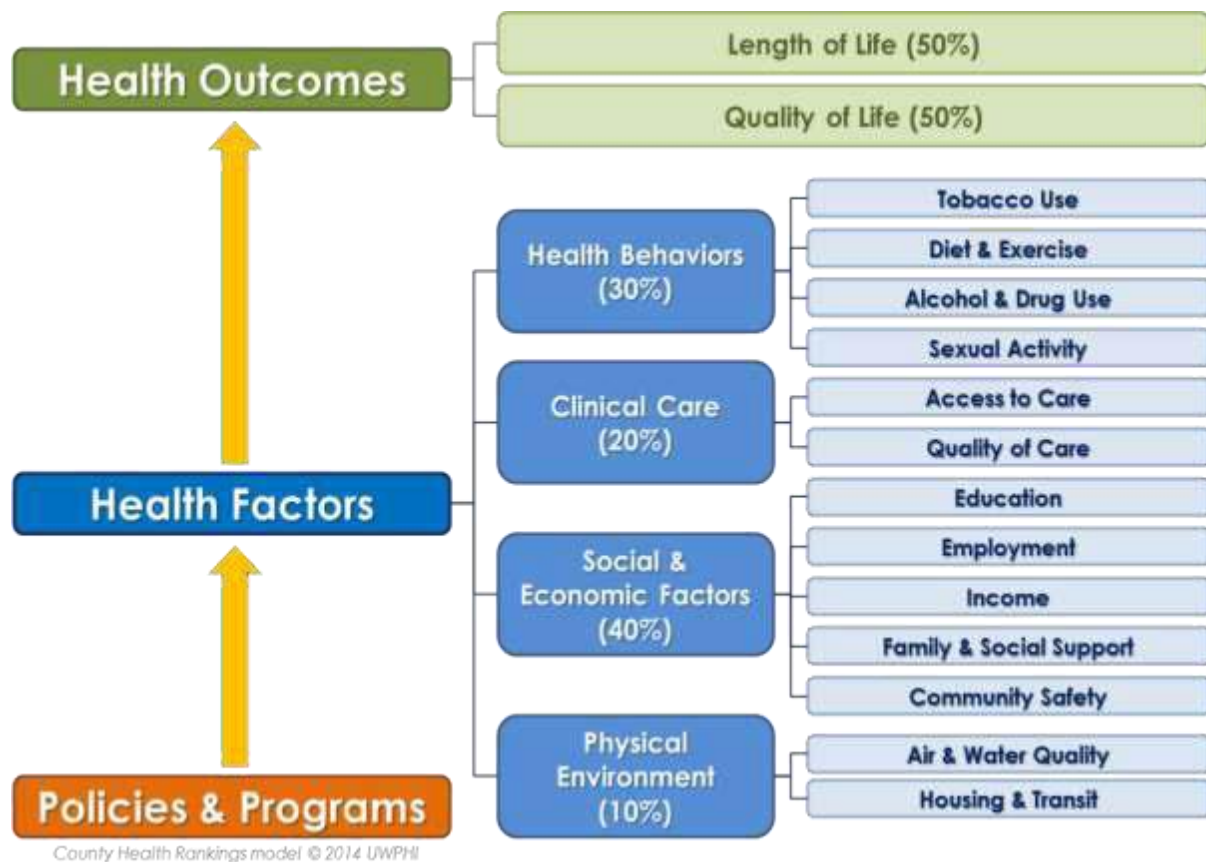 Health Outcomes
Length of Life (50%)
Quality of Life (50%)
Health Factors
Health Behaviors
(30%)
Tobacco Use
Diet & Exercise
Alcohol & Drug Use
Sexual Activity
Clinical Care
(20%)
Access to Care
Quality of Care
Social &
Economic Factors
(40%)
Education
Employment
Income
Family & Social Support
Community Safety
Physical
Environment
(10%)
Air & Water Quality
Housing & Transit
Policies & Programs
County Health Rankings model © 2014 UWPHI